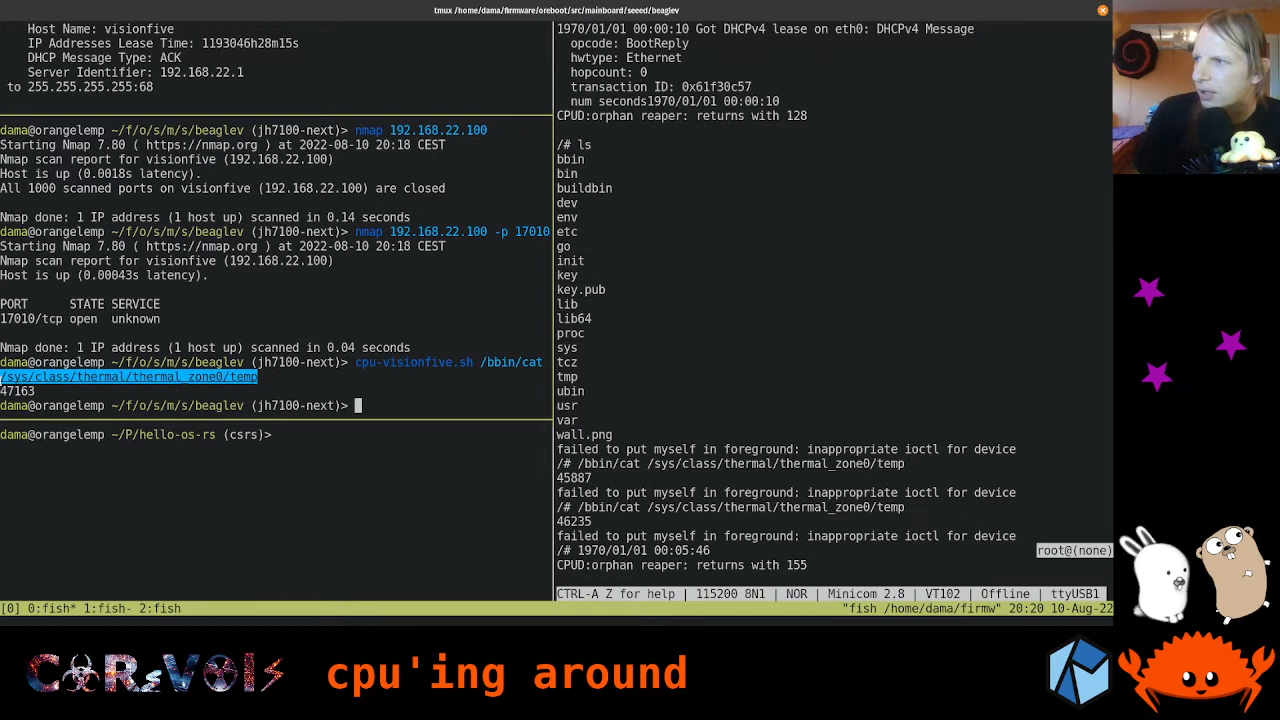 tmux /home/dama/firmware/oreboot/src/mainboard/seeed/beaglev
Host Name: visionfive
IP Addresses Lease Time: 1193046h28m15s
DHCP Message Type: ACK
Server Identifier: 192.168.22.1
to 255.255.255.255:68
dama@orangelemp ~/f/o/s/m/s/beaglev (jh7100-next)> nmap 192.168.22.100
Starting Nmap 7.80 ( https://nmap.org ) at 2022-08-10 20:18 CEST
Nmap scan report for visionfive (192.168.22.100)
Host is up (0.0018s latency).
All 1000 scanned ports on visionfive (192.168.22.100) are closed
Nmap done: 1 IP address (1 host up) scanned in 0.14 seconds
dama@orangelemp ~/f/o/s/m/s/beaglev (jh7100-next)> nmap 192.168.22.100 -p 17010
Starting Nmap 7.80 ( https://nmap.org ) at 2022-08-10 20:18 CEST
Nmap scan report for visionfive (192.168.22.100)
Host is up (0.00043s latency).
PORT      STATE SERVICE
17010/tcp open  unknown
Nmap done: 1 IP address (1 host up) scanned in 0.04 seconds
dama@orangelemp ~/f/o/s/m/s/beaglev (jh7100-next)> cpu-visionfive.sh /bbin/cat
/sys/class/thermal/thermal_zone0/temp
47163
dama@orangelemp ~/f/o/s/m/s/beaglev (jh7100-next)>
dama@orangelemp ~/P/hello-os-rs (csrs)>
1970/01/01 00:00:10 Got DHCPv4 lease on eth0: DHCPv4 Message
opcode: BootReply
hwtype: Ethernet
hopcount: 0
transaction ID: 0x61f30c57
num seconds1970/01/01 00:00:10
CPUD:orphan reaper: returns with 128
/# ls
bbin
bin
buildbin
dev
env
etc
go
init
key
key.pub
lib
lib64
proc
sys
tcz
tmp
ubin
usr
var
wall.png
failed to put myself in foreground: inappropriate ioctl for device
/# /bbin/cat /sys/class/thermal/thermal_zone0/temp
45887
failed to put myself in foreground: inappropriate ioctl for device
/# /bbin/cat /sys/class/thermal/thermal_zone0/temp
46235
failed to put myself in foreground: inappropriate ioctl for device
/# 1970/01/01 00:05:46
root@(none)
CPUD:orphan reaper: returns with 155
CTRL-A Z for help | 115200 8N1 | NOR | Minicom 2.8 | VT102 | Offline | ttyUSB1
[0] 0:fish* 1:fish- 2:fish
"fish /home/dama/firmw" 20:20 10-Aug-22
cpu'ing around